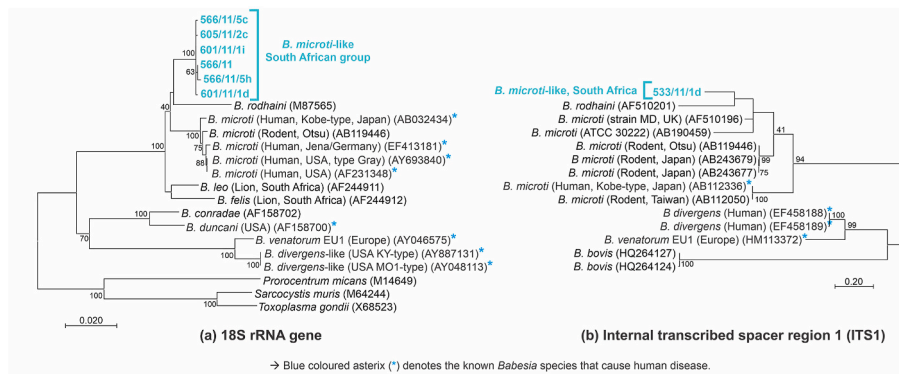 566/11/5c
605/11/2c
601/11/1i
566/11
566/11/5h
601/11/1d
B. microti-like
South African group
100
63
40
B. rodhaini (M87565)
B. microti (Human, Kobe-type, Japan) (AB032434)*
B. microti (Rodent, Otsu) (AB119446)
B. microti (Human, Jena/Germany) (EF413181)*
B. microti (Human, USA, type Gray) (AY693840)*
B. microti (Human, USA) (AF231348)*
100
75
88
B. leo (Lion, South Africa) (AF244911)
B. felis (Lion, South Africa) (AF244912)
100
B. conradae (AF158702)
B. duncani (USA) (AF158700)*
B. venatorum EU1 (Europe) (AY046575)*
B. divergens-like (USA KY-type) (AY887131)*
B. divergens-like (USA MO1-type) (AY048113)*
70
100
100
Prorocentrum micans (M14649)
Sarcocystis muris (M64244)
Toxoplasma gondii (X68523)
100
100
0.020
(a) 18S rRNA gene
B. microti-like, South Africa
533/11/1d
B. rodhaini (AF510201)
B. microti (strain MD, UK) (AF510196)
B. microti (ATCC 30222) (AB190459)
B. microti (Rodent, Otsu) (AB119446)
B microti (Rodent, Japan) (AB243679)
B. microti (Rodent, Japan) (AB243677)
41
94
99
75
B. microti (Human, Kobe-type, Japan) (AB112336)*
B. microti (Rodent, Taiwan) (AB112050)
100
B divergens (Human) (EF458188)*
B. divergens (Human) (EF458189)*
B. venatorum EU1 (Europe) (HM113372)*
100
99
B. bovis (HQ264127)
B. bovis (HQ264124)
100
0.20
(b) Internal transcribed spacer region 1 (ITS1)
→ Blue coloured asterix (*) denotes the known Babesia species that cause human disease.